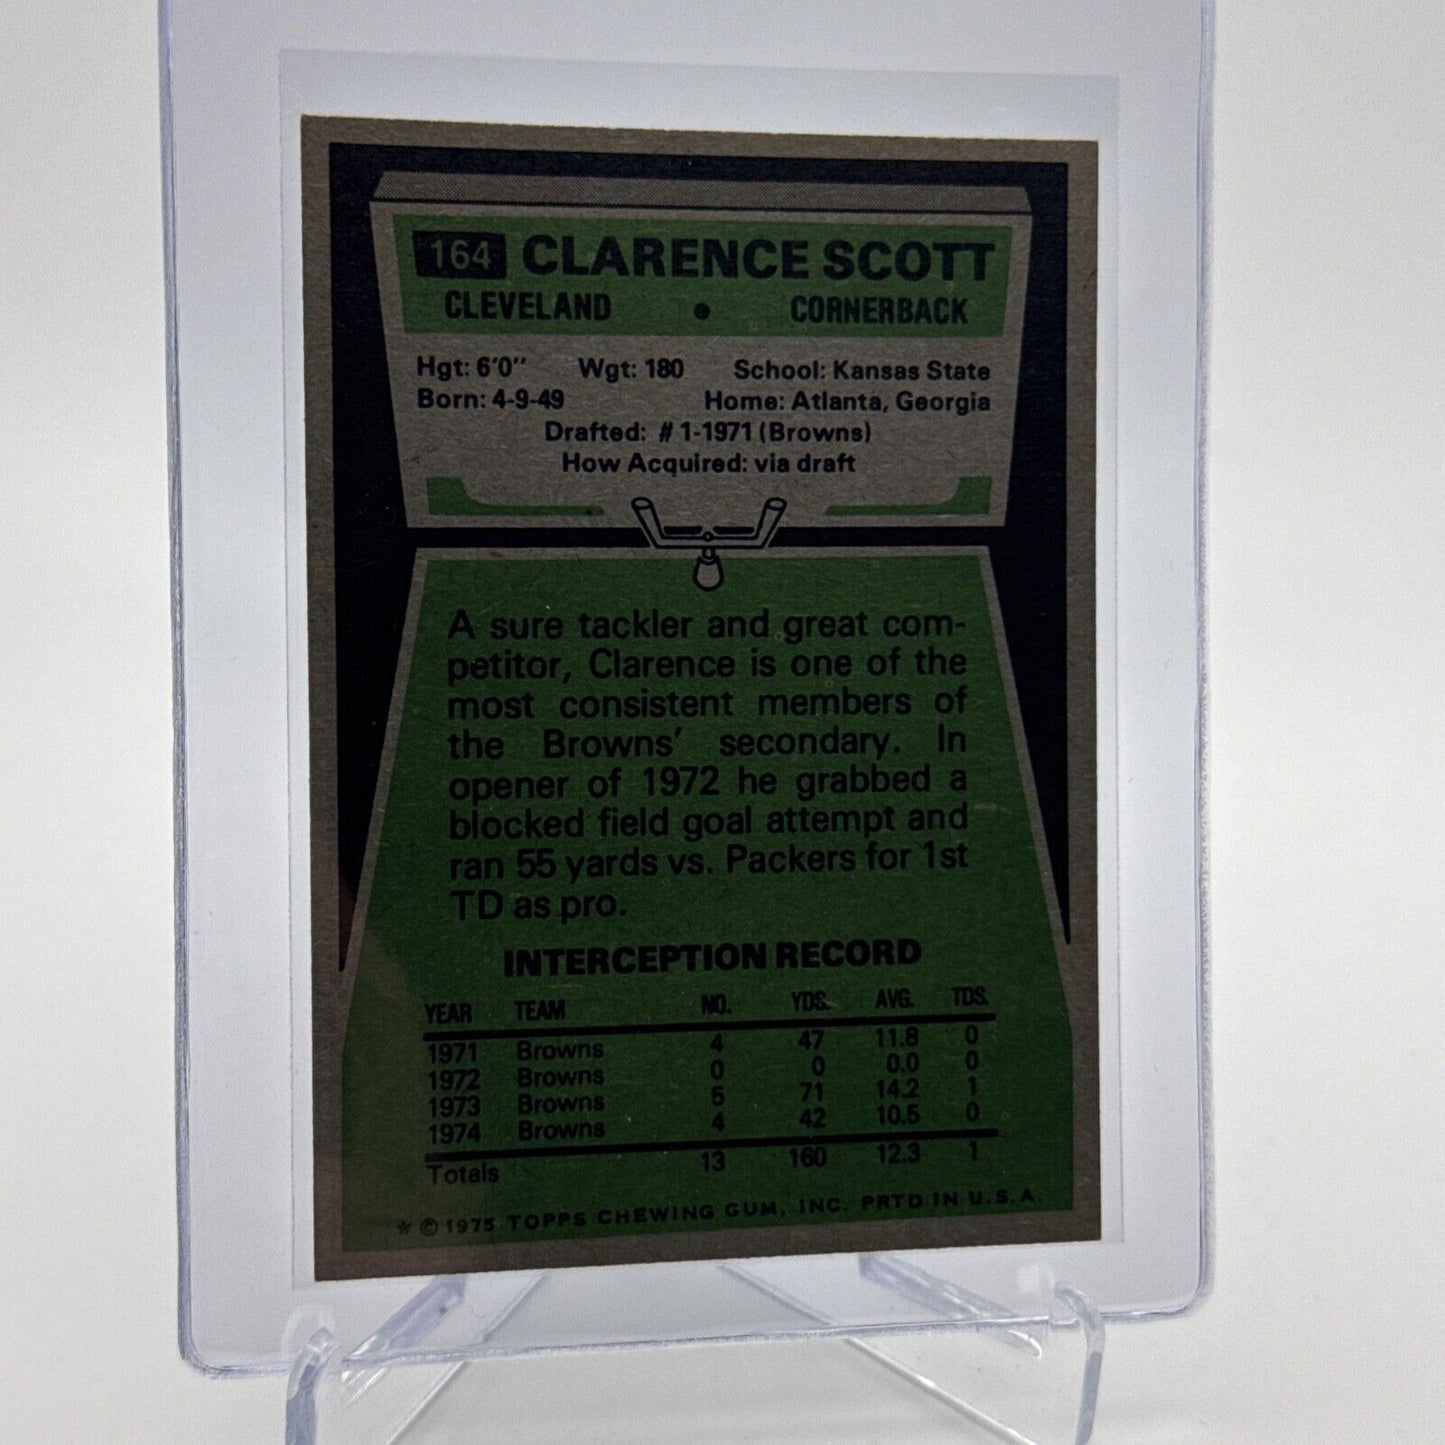 164 CLARENCE SCOTT
CLEVELAND • CORNERBACK
Hgt: 6'0" Wgt: 180 School: Kansas State
Born: 4-9-49 Home: Atlanta, Georgia
Drafted: #1-1971 (Browns)
How Acquired: via draft
A sure tackler and great com-
petitor, Clarence is one of the
most consistent members of
the Browns' secondary. In
opener of 1972 he grabbed a
blocked field goal attempt and
ran 55 yards vs. Packers for 1st
TD as pro.
INTERCEPTION RECORD
YEAR TEAM NO. YDS. AVG. TDS.
1971 Browns 4 47 11.8 0
1972 Browns 0 0 0.0 0
1973 Browns 5 71 14.2 1
1974 Browns 4 42 10.5 0
Totals 13 160 12.3 1
* © 1975 TOPPS CHEWING GUM, INC. PRTD IN U.S.A.